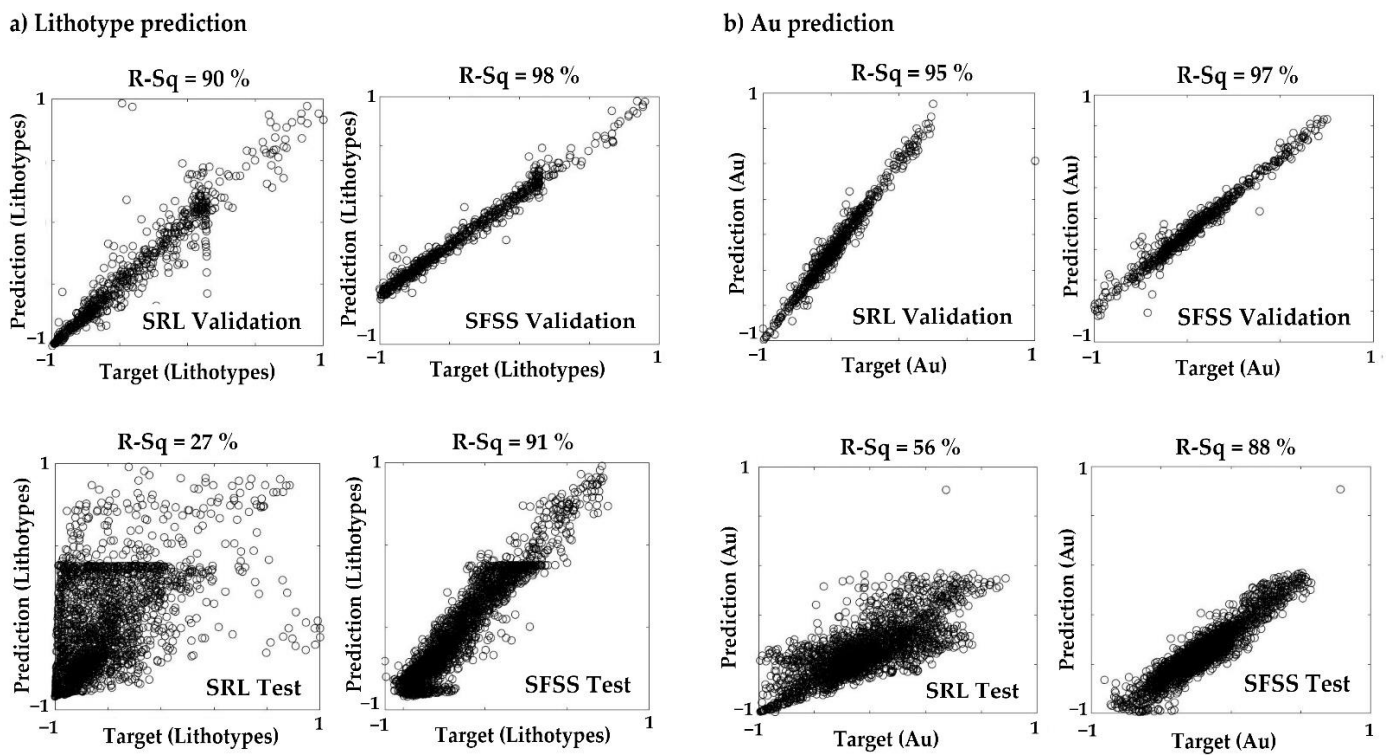 a) Lithotype prediction
b) Au prediction
R-Sq = 90 %
R-Sq = 98 %
R-Sq = 95 %
R-Sq = 97 %
1
Prediction (Lithotypes)
SRL Validation
−1
−1
1
Target (Lithotypes)
1
Prediction (Lithotypes)
SFSS Validation
−1
−1
1
Target (Lithotypes)
1
Prediction (Au)
SRL Validation
−1
−1
1
Target (Au)
1
Prediction (Au)
SFSS Validation
−1
−1
1
Target (Au)
R-Sq = 27 %
R-Sq = 91 %
R-Sq = 56 %
R-Sq = 88 %
1
Prediction (Lithotypes)
SRL Test
−1
−1
1
Target (Lithotypes)
1
Prediction (Lithotypes)
SFSS Test
−1
−1
1
Target (Lithotypes)
1
Prediction (Au)
SRL Test
−1
−1
1
Target (Au)
1
Prediction (Au)
SFSS Test
−1
−1
1
Target (Au)